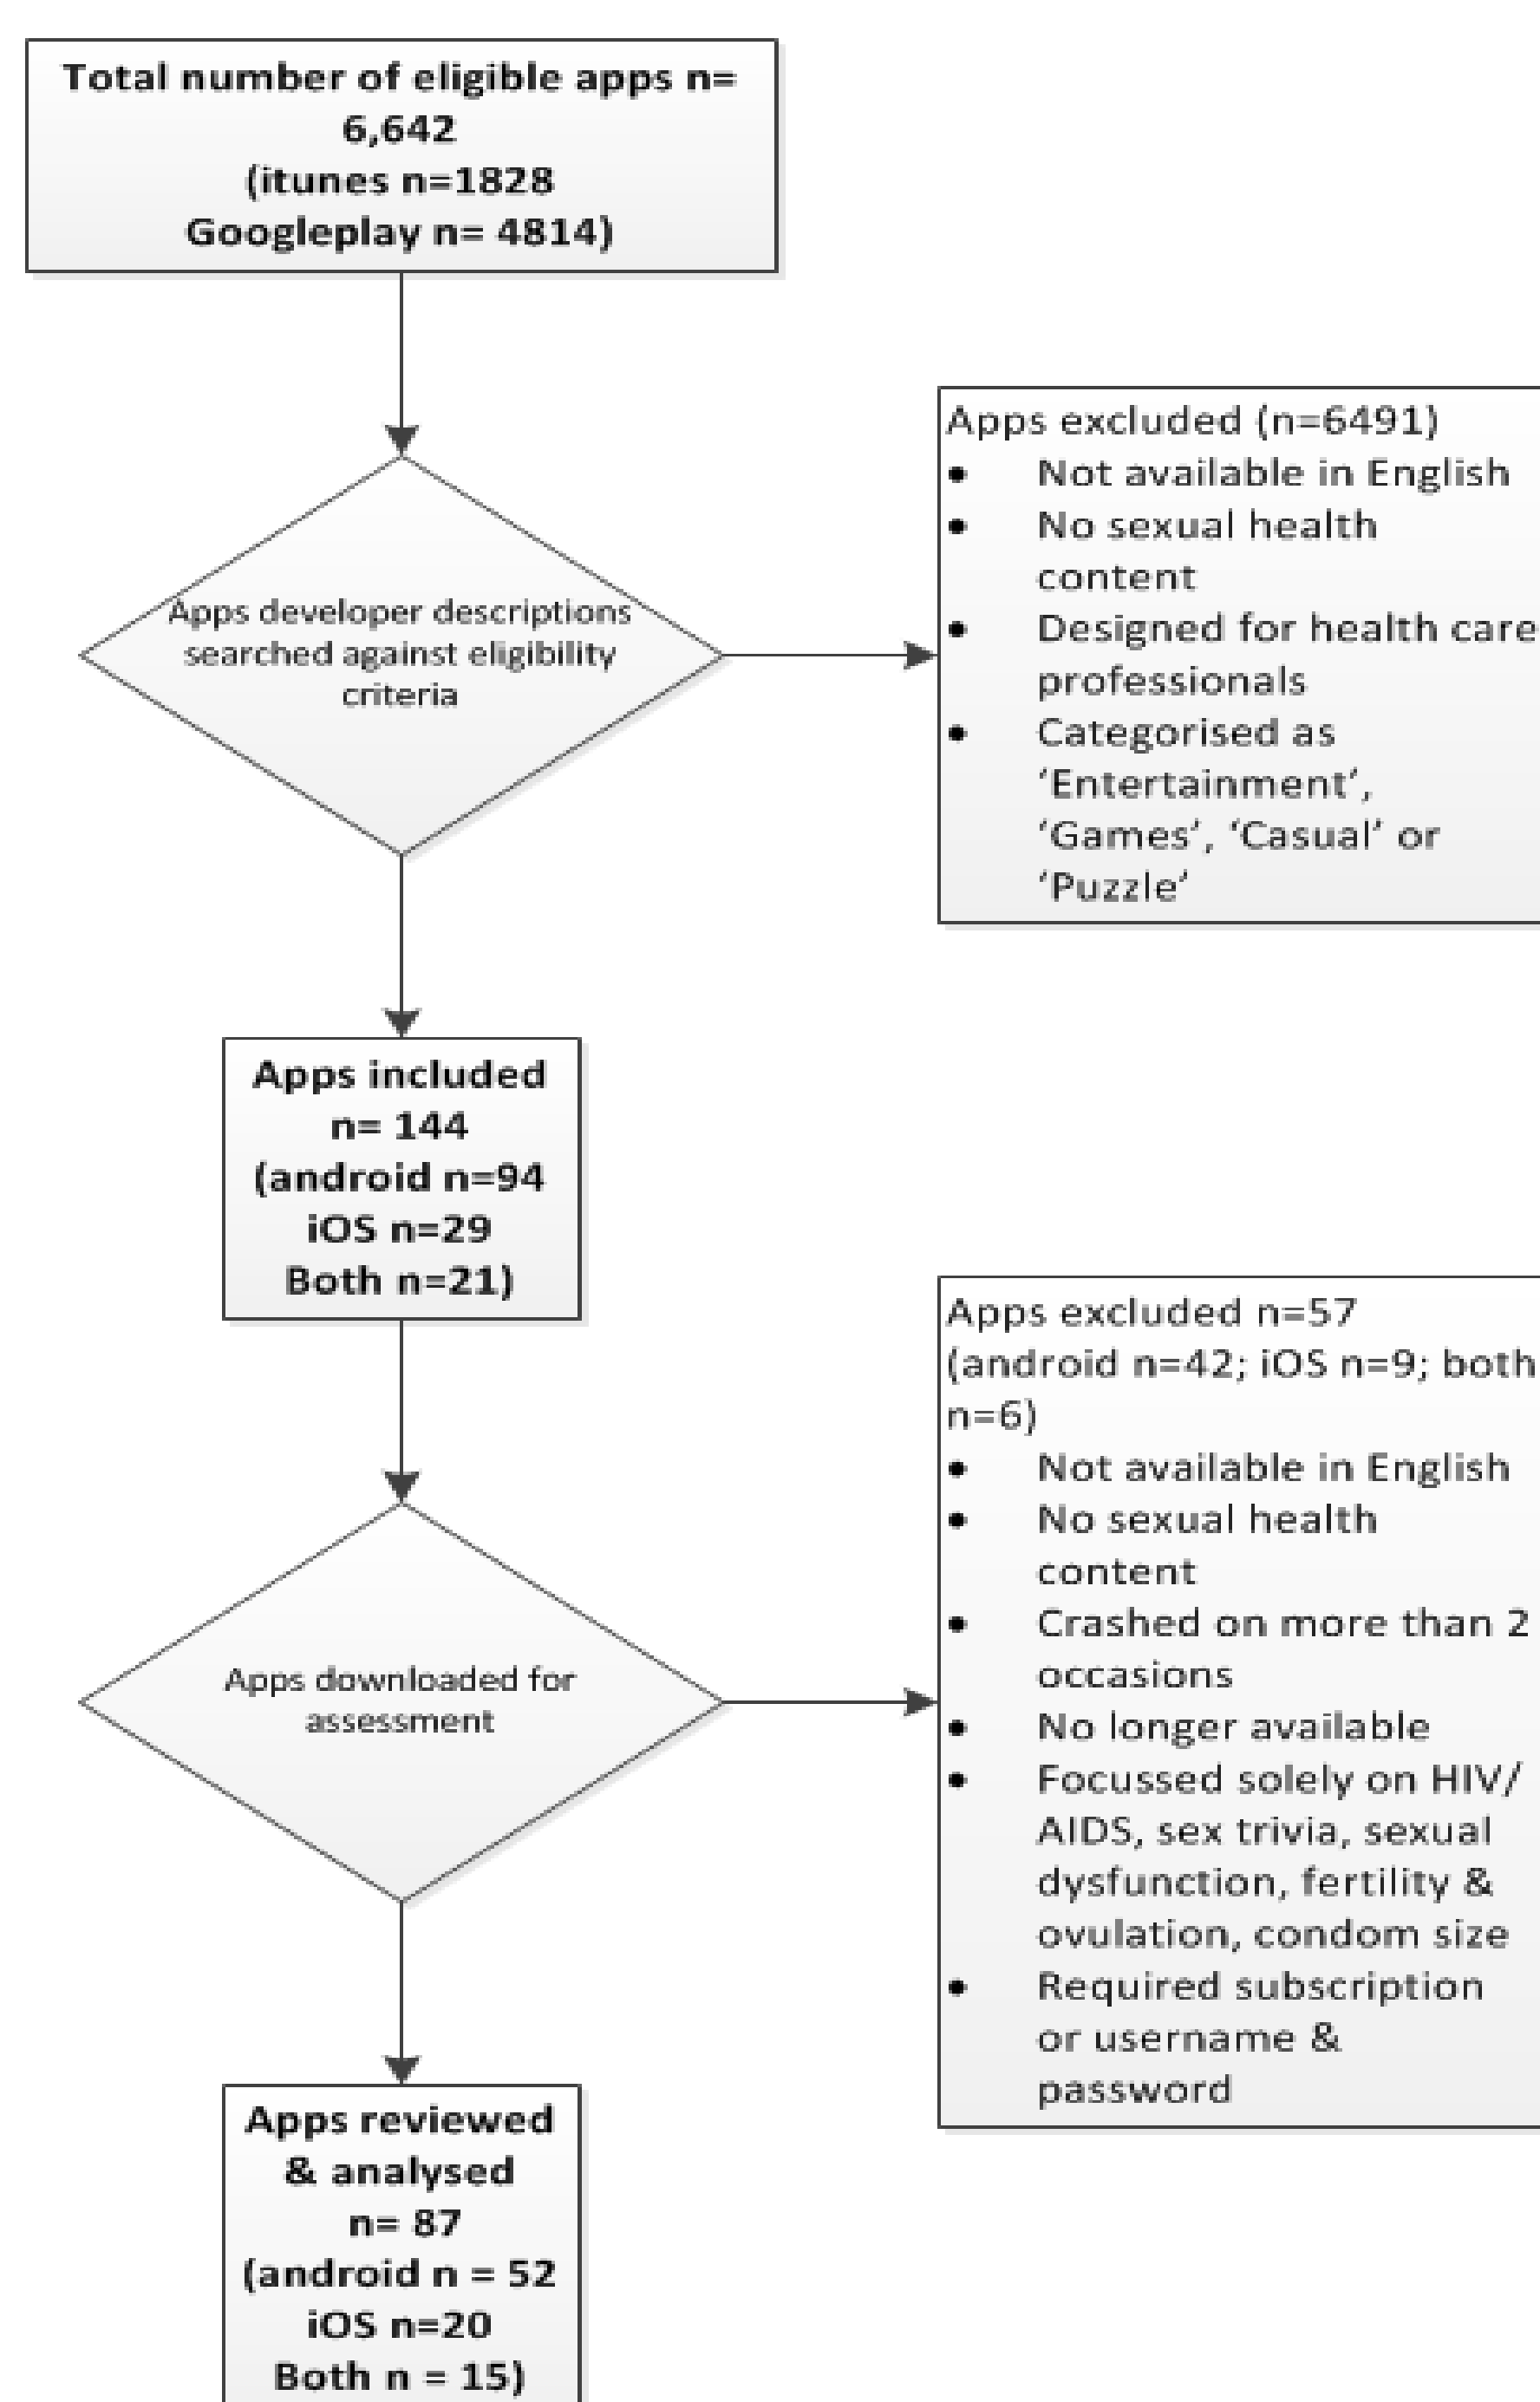 Total number of eligible apps n=
6,642
(itunes n=1828
Googleplay n= 4814)
Apps developer descriptions
searched against eligibility
criteria
Apps excluded (n=6491)
• Not available in English
• No sexual health
content
• Designed for health care
professionals
• Categorised as
‘Entertainment’,
‘Games’, ‘Casual’ or
‘Puzzle’
Apps included
n= 144
(android n=94
iOS n=29
Both n=21)
Apps downloaded for
assessment
Apps excluded n=57
(android n=42; iOS n=9; both
n=6)
• Not available in English
• No sexual health
content
• Crashed on more than 2
occasions
• No longer available
• Focussed solely on HIV/
AIDS, sex trivia, sexual
dysfunction, fertility &
ovulation, condom size
• Required subscription
or username &
password
Apps reviewed
& analysed
n= 87
(android n = 52
iOS n=20
Both n = 15)